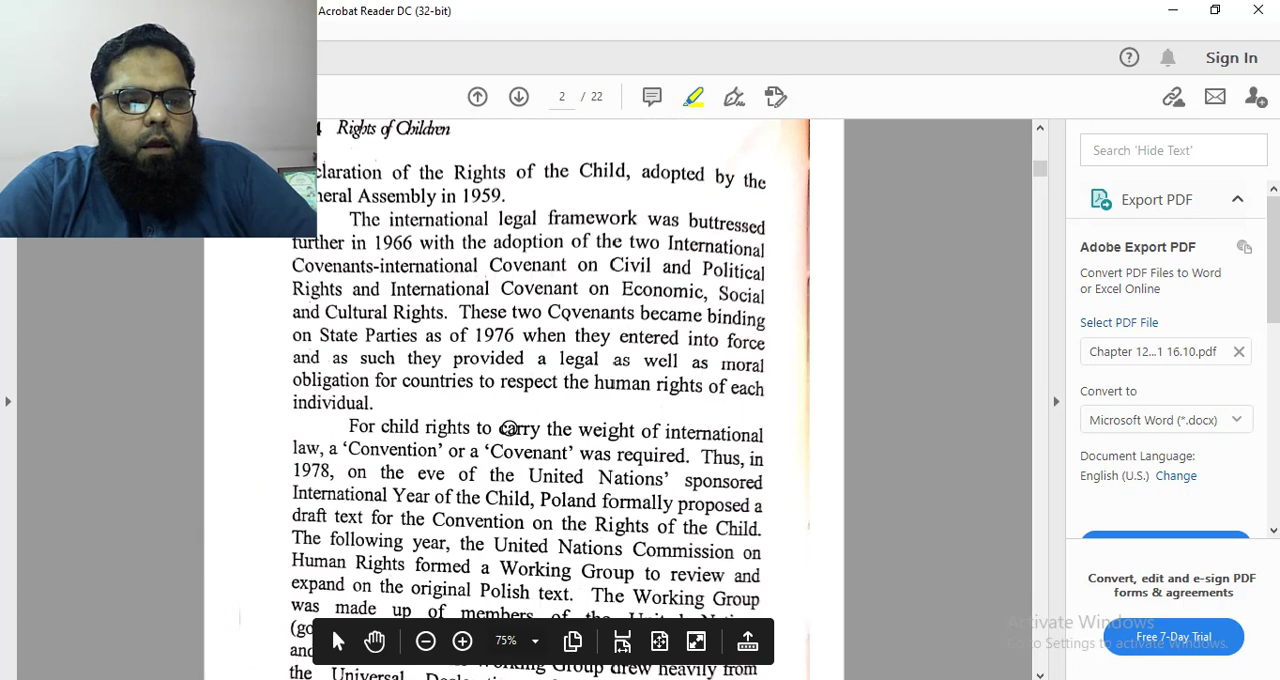 Acrobat Reader DC (32-bit)
Sign In
2 / 22
4 Rights of Children
claration of the Rights of the Child, adopted by the
neral Assembly in 1959.
The international legal framework was buttressed
further in 1966 with the adoption of the two International
Covenants-international Covenant on Civil and Political
Rights and International Covenant on Economic, Social
and Cultural Rights. These two Covenants became binding
on State Parties as of 1976 when they entered into force
and as such they provided a legal as well as moral
obligation for countries to respect the human rights of each
individual.
For child rights to carry the weight of international
law, a ‘Convention’ or a ‘Covenant’ was required. Thus, in
1978, on the eve of the United Nations’ sponsored
International Year of the Child, Poland formally proposed a
draft text for the Convention on the Rights of the Child.
The following year, the United Nations Commission on
Human Rights formed a Working Group to review and
expand on the original Polish text. The Working Group
was made up of members of the United
(go
and Working Group drew heavily from
the Universal
75%
Search 'Hide Text'
Export PDF
Adobe Export PDF
Convert PDF Files to Word
or Excel Online
Select PDF File
Chapter 12...1 16.10.pdf
Convert to
Microsoft Word (*.docx)
Document Language:
English (U.S.) Change
Convert, edit and e-sign PDF
forms & agreements
Free 7-Day Trial
Activate Windows
Go to Settings to activate Windows.